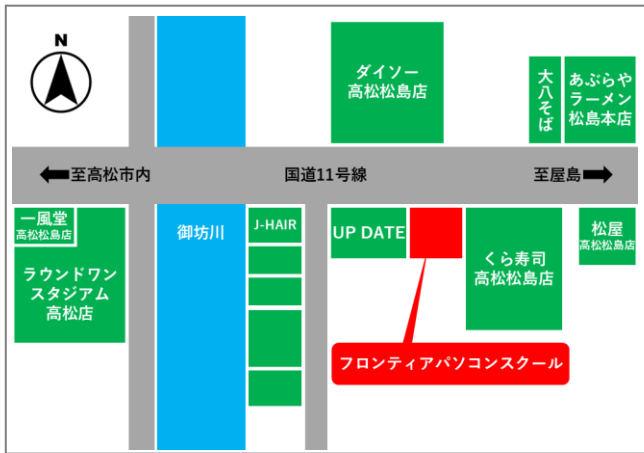 N
ダイソー
高松松島店
大八そば
あぶらや
ラーメン
松島本店
至高松市内
国道11号線
至屋島
一風堂
高松松島店
ラウンドワン
スタジアム
高松店
御坊川
J-HAIR
UP DATE
くら寿司
高松松島店
松屋
高松松島店
フロンティアパソコンスクール